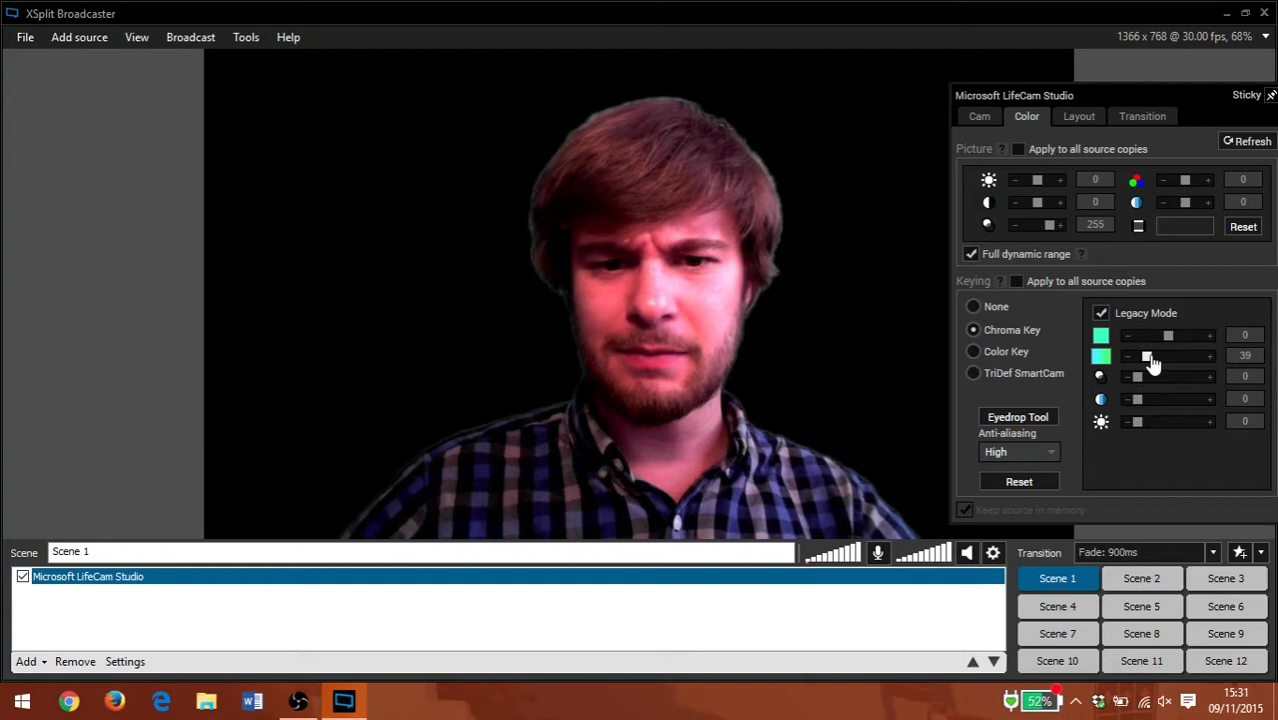 XSplit Broadcaster
File Add source View Broadcast Tools Help
1366 x 768 @ 30.00 fps, 68%
Microsoft LifeCam Studio
Sticky
Cam Color Layout Transition
Refresh
Picture ? Apply to all source copies
0 0
0 0
255 Reset
Full dynamic range ?
Keying ? Apply to all source copies
None
Chroma Key
Color Key
TriDef SmartCam
Eyedrop Tool
Anti-aliasing
High
Reset
Legacy Mode
0
39
0
0
0
Keep source in memory
Scene Scene 1
Transition Fade: 900ms
Microsoft LifeCam Studio
Scene 1 Scene 2 Scene 3
Scene 4 Scene 5 Scene 6
Scene 7 Scene 8 Scene 9
Scene 10 Scene 11 Scene 12
Add Remove Settings
52%
15:31
09/11/2015